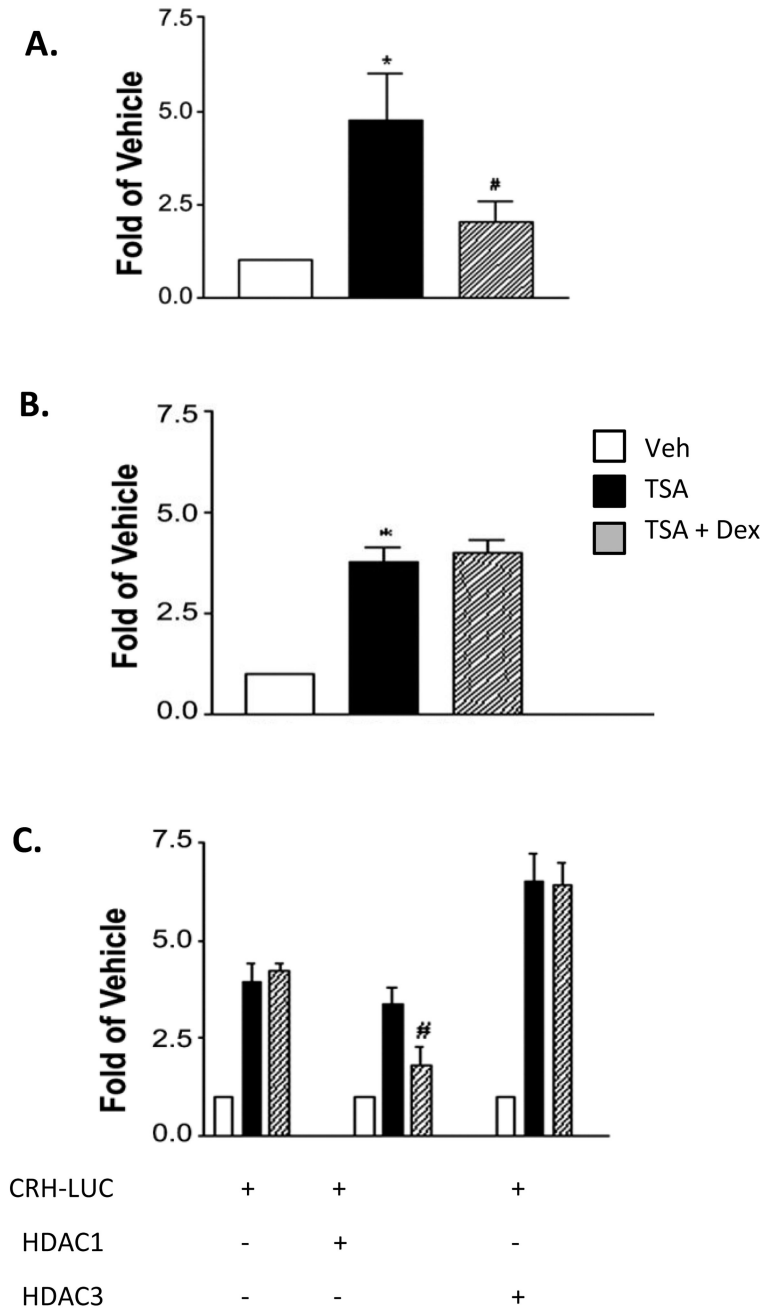 A.
7.5
*
5.0
#
2.5
0.0
Fold of Vehicle
B.
7.5
5.0
*
2.5
0.0
Fold of Vehicle
Veh
TSA
TSA + Dex
C.
7.5
5.0
2.5
#
0.0
Fold of Vehicle
CRH-LUC + + +
HDAC1 - + -
HDAC3 - - +